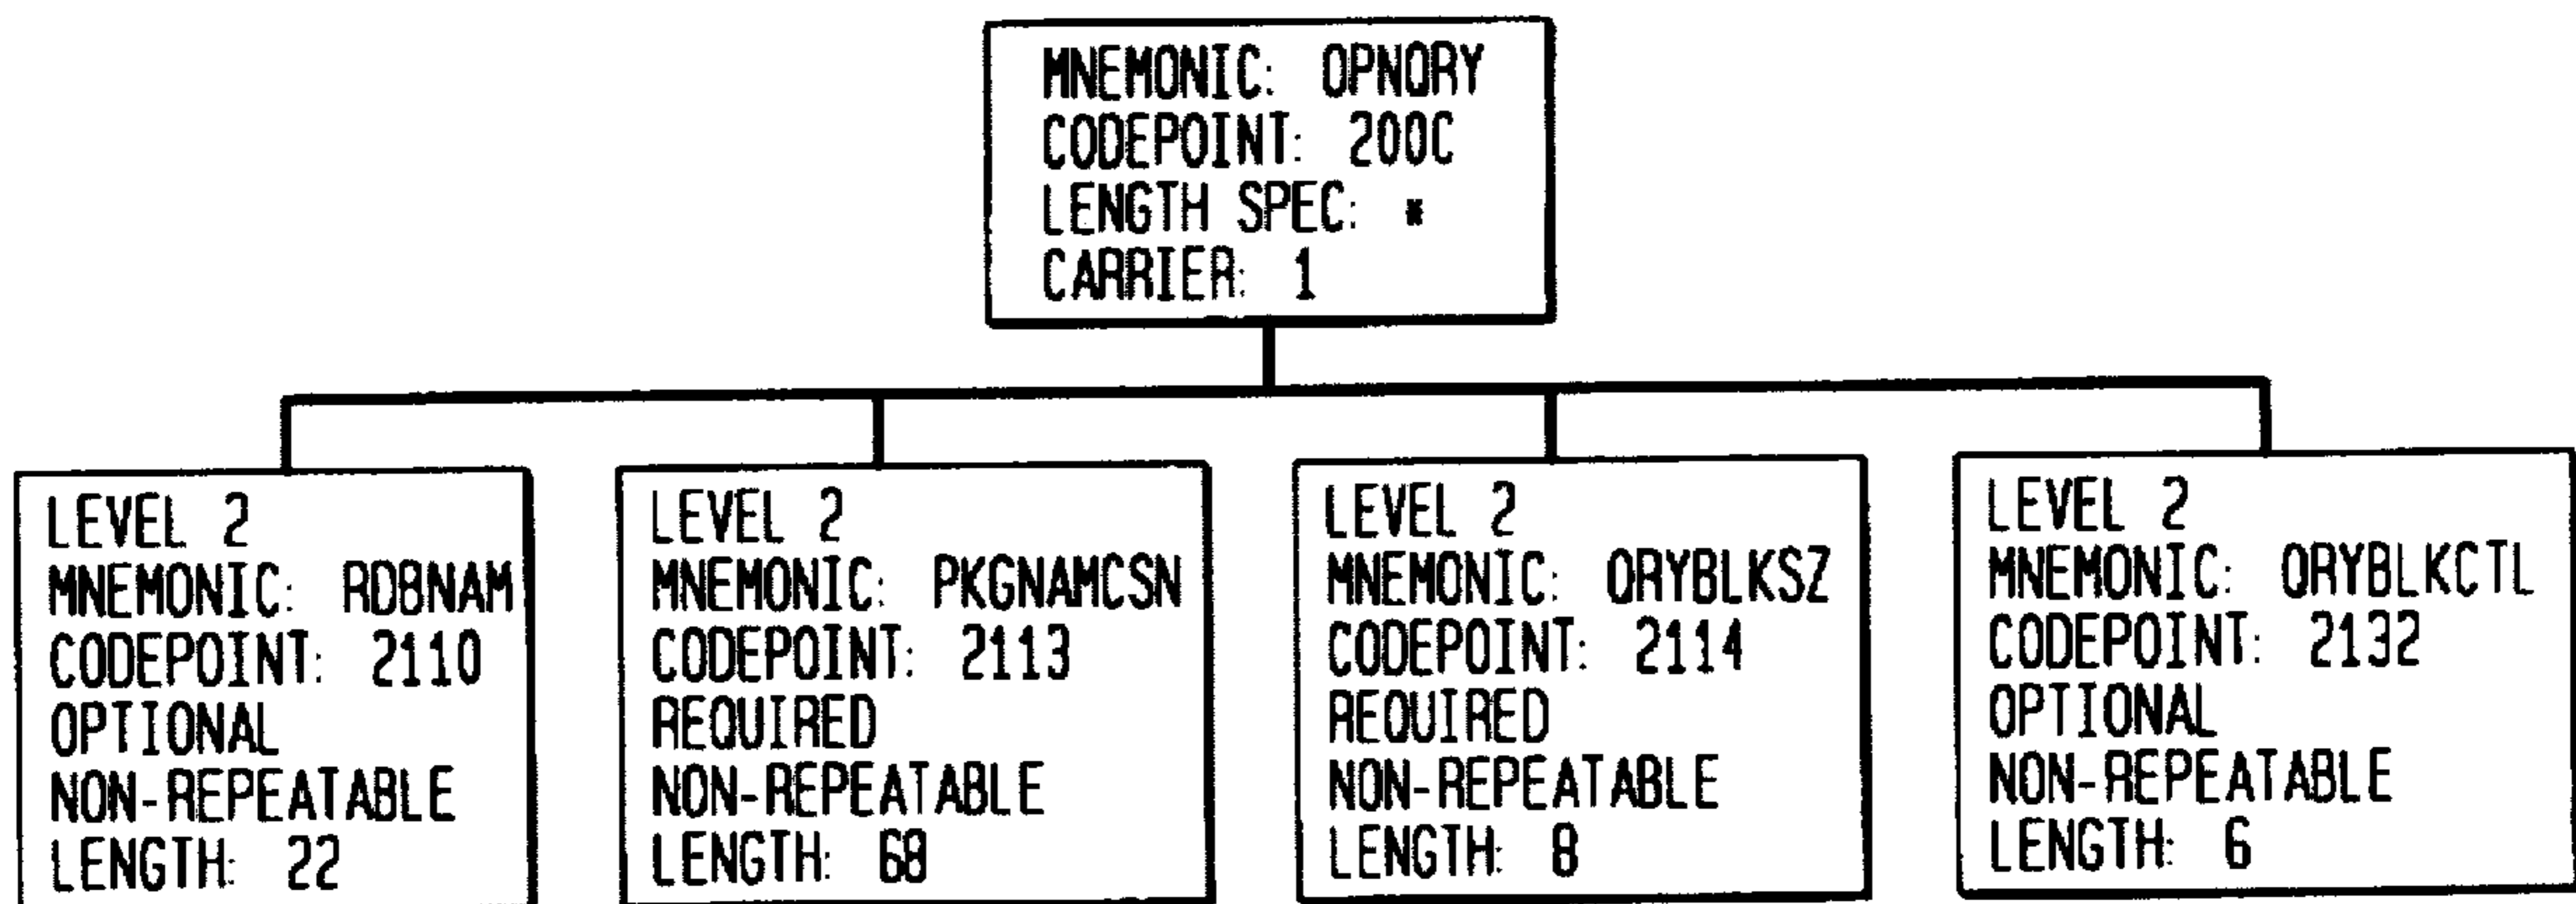 MNEMONIC: OPNQRY
CODEPOINT: 200C
LENGTH SPEC: *
CARRIER: 1
LEVEL 2
MNEMONIC: RDBNAM
CODEPOINT: 2110
OPTIONAL
NON-REPEATABLE
LENGTH: 22
LEVEL 2
MNEMONIC: PKGNAMCSN
CODEPOINT: 2113
REQUIRED
NON-REPEATABLE
LENGTH: 68
LEVEL 2
MNEMONIC: QRYBLKSZ
CODEPOINT: 2114
REQUIRED
NON-REPEATABLE
LENGTH: 8
LEVEL 2
MNEMONIC: QRYBLKCTL
CODEPOINT: 2132
OPTIONAL
NON-REPEATABLE
LENGTH: 6